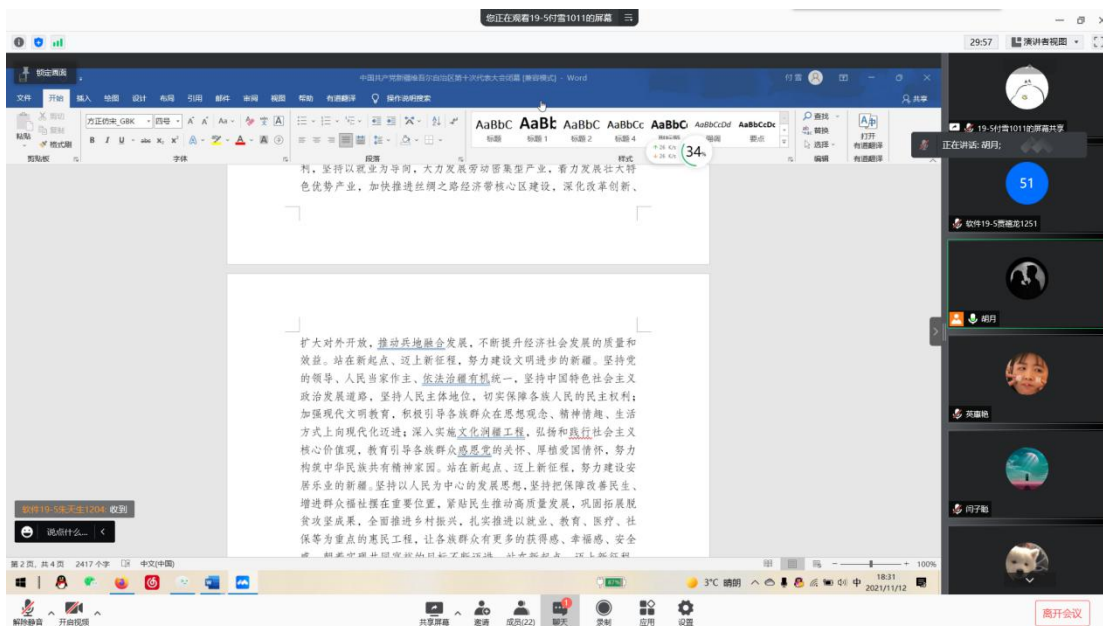 您正在观看19-5付雪1011的屏幕
29:57
演讲者视图
锁定画面
中国共产党新疆维吾尔自治区第十次代表大会闭幕 [兼容模式] - Word
付雪
文件 开始 插入 绘图 设计 布局 引用 邮件 审阅 视图 帮助 有道翻译 操作说明搜索
共享
粘贴
剪切
复制
格式刷
方正仿宋_GBK 四号
AaBbC AaBb AaBbC AaBbCc AaBbC AaBbCcDd AaBbCcDc
标题 标题 1 标题 2 标题 4 强调 要点
查找
替换
选择
打开
有道翻译
剪贴板 字体 段落 样式 编辑 有道翻译
34%
19-5付雪1011的屏幕共享
正在讲话: 胡月;
利，坚持以就业为导向，大力发展劳动密集型产业，着力发展壮大特
色优势产业，加快推进丝绸之路经济带核心区建设，深化改革创新、
扩大对外开放，推动兵地融合发展，不断提升经济社会发展的质量和
效益。站在新起点、迈上新征程，努力建设文明进步的新疆。坚持党
的领导、人民当家作主、依法治疆有机统一，坚持中国特色社会主义
政治发展道路，坚持人民主体地位，切实保障各族人民的民主权利；
加强现代文明教育，积极引导各族群众在思想观念、精神情趣、生活
方式上向现代化迈进；深入实施文化润疆工程，弘扬和践行社会主义
核心价值观，教育引导各族群众感恩党的关怀、厚植爱国情怀，努力
构筑中华民族共有精神家园。站在新起点、迈上新征程，努力建设安
居乐业的新疆。坚持以人民为中心的发展思想，坚持把保障改善民生、
增进群众福祉摆在重要位置，紧贴民生推动高质量发展，巩固拓展脱
贫攻坚成果，全面推进乡村振兴，扎实推进以就业、教育、医疗、社
保等为重点的惠民工程，让各族群众有更多的获得感、幸福感、安全
51
软件19-5贾禧龙1251
胡月
英廉艳
闫子聪
软件19-5朱天生1204: 收到
说点什么...
第 2 页，共 4 页 2417 个字 中文(中国)
100%
87%
3°C 晴朗
中
18:31
2021/11/12
解除静音 开启视频 共享屏幕 邀请 成员(22) 聊天 录制 应用 设置
1
离开会议